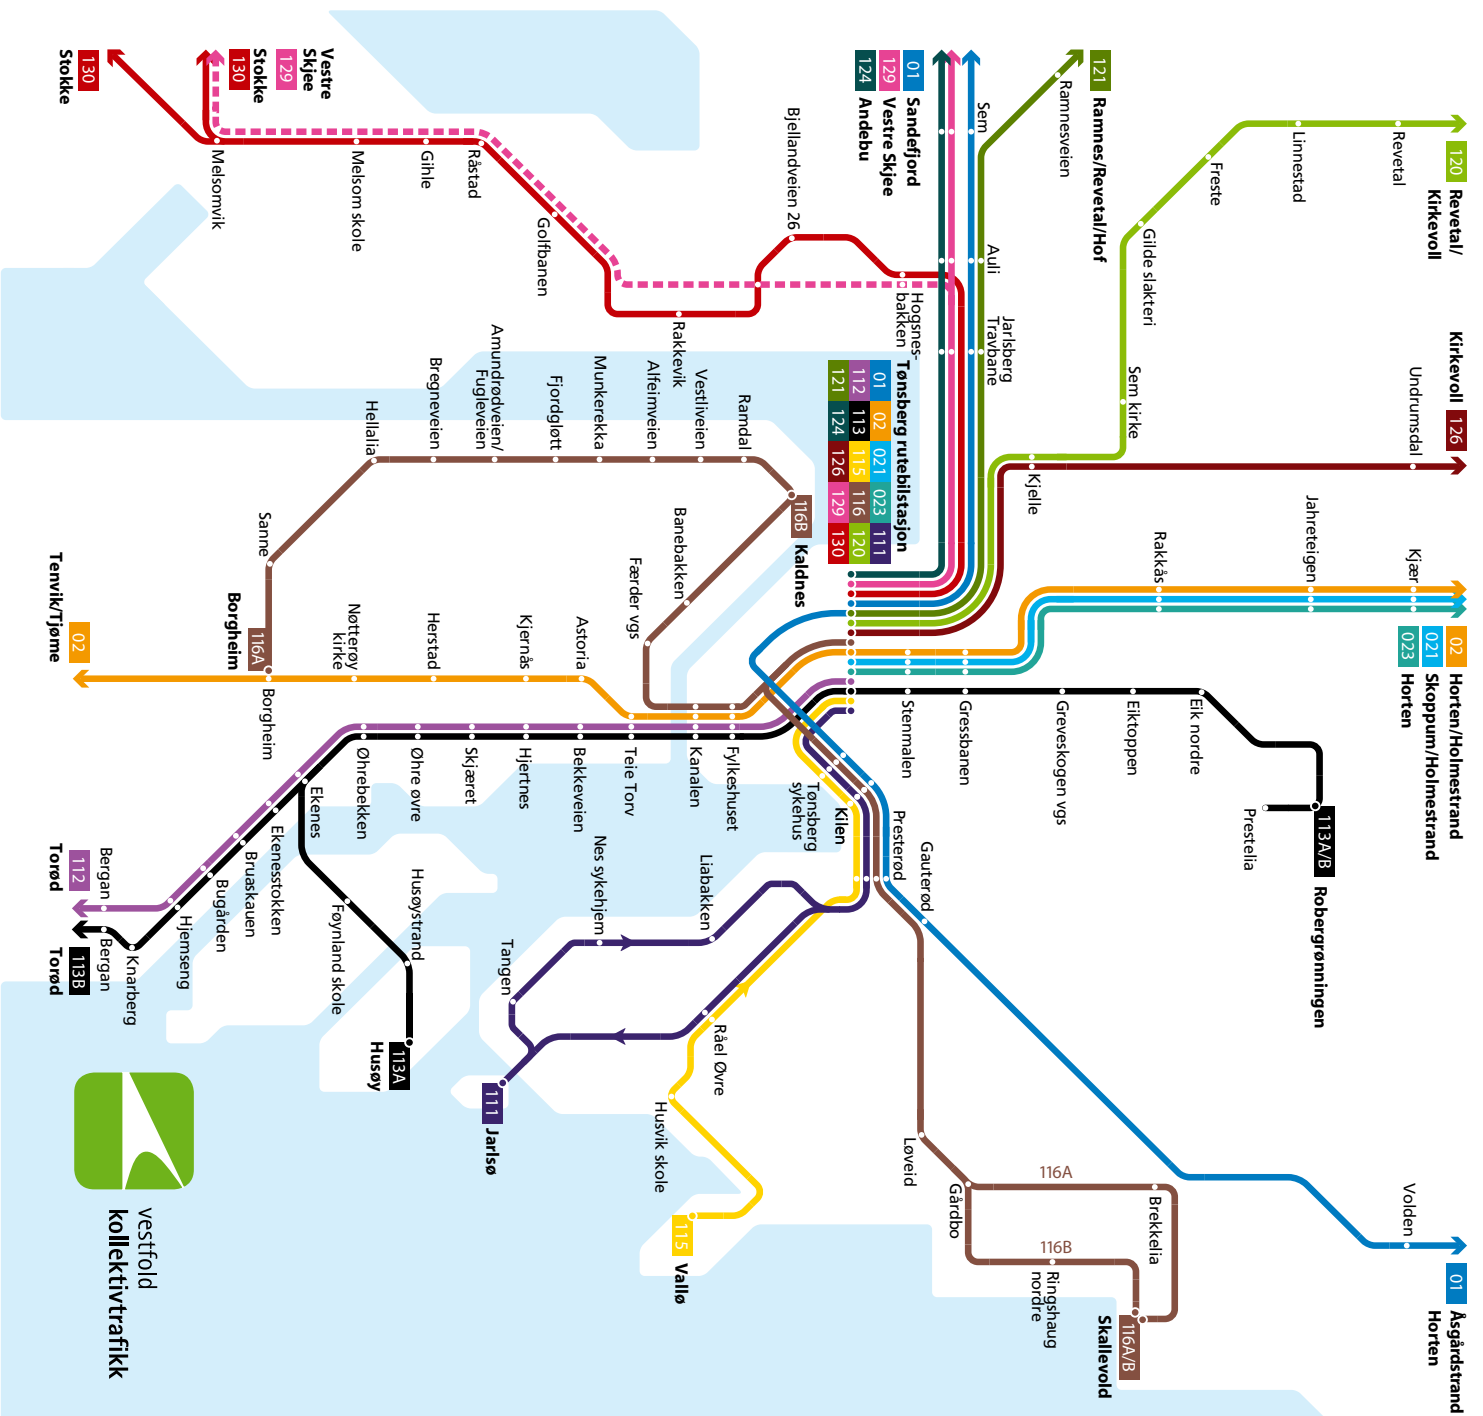 120
Revetal/
Kirkevoll
Revetal
Linnestad
Freste
Gilde slakteri
Sem kirke
Kirkevoll
126
Undrumsdal
Kjelle
121
Ramnes/Revetal/Hof
Ramnesveien
01
Sandefjord
129
Vestre Skjee
124
Andebu
Sem
Auli
Jarlsberg
Travbane
Hogsnes-
bakken
Bjellandveien 26
Rakkevik
Golfbanen
Råstad
Gihle
Melsom skole
Melsomvik
Vestre
Skjee
129
Stokke
130
130
Stokke
Tønsberg rutebilstasjon
01
02
021
023
111
112
113
115
116
120
121
124
126
129
130
Kjær
Jahreteigen
Rakkås
02
Horten/Holmestrand
021
Skoppum/Holmestrand
023
Horten
Stenmalen
Gressbanen
Greveskogen vgs
Eiktoppen
Eik nordre
Prestelia
113A/B
Robergrønningen
116B
Kaldnes
Ramdal
Vestliveien
Alfeimveien
Munkerekka
Fjordgløtt
Amundrødveien/
Fugleveien
Bregneveien
Hellalia
Sanne
Borgheim
116A
Borgheim
Banebakken
Færder vgs
Astoria
Kjernås
Herstad
Nøtterøy
kirke
Tenvik/Tjøme
02
Fylkeshuset
Kanalen
Teie Torv
Bekkeveien
Hjertnes
Skjæret
Øhre øvre
Øhrebekken
Ekenes
Ekenesstokken
Bruaskauen
Bugården
Hjemseng
Knarberg
Bergan
Torød
112
Bergan
Torød
113B
Husøystrand
Føynland skole
113A
Husøy
Tønsberg
sykehus
Kilen
Presterød
Gauterød
Liabakken
Nes sykehjem
Tangen
111
Jarlsø
Råel Øvre
Husvik skole
115
Vallø
Løveid
Gårdbo
116A
Brekkelia
116B
Ringshaug
nordre
116A/B
Skallevold
Volden
01
Åsgårdstrand
Horten
vestfold
kollektivtrafikk